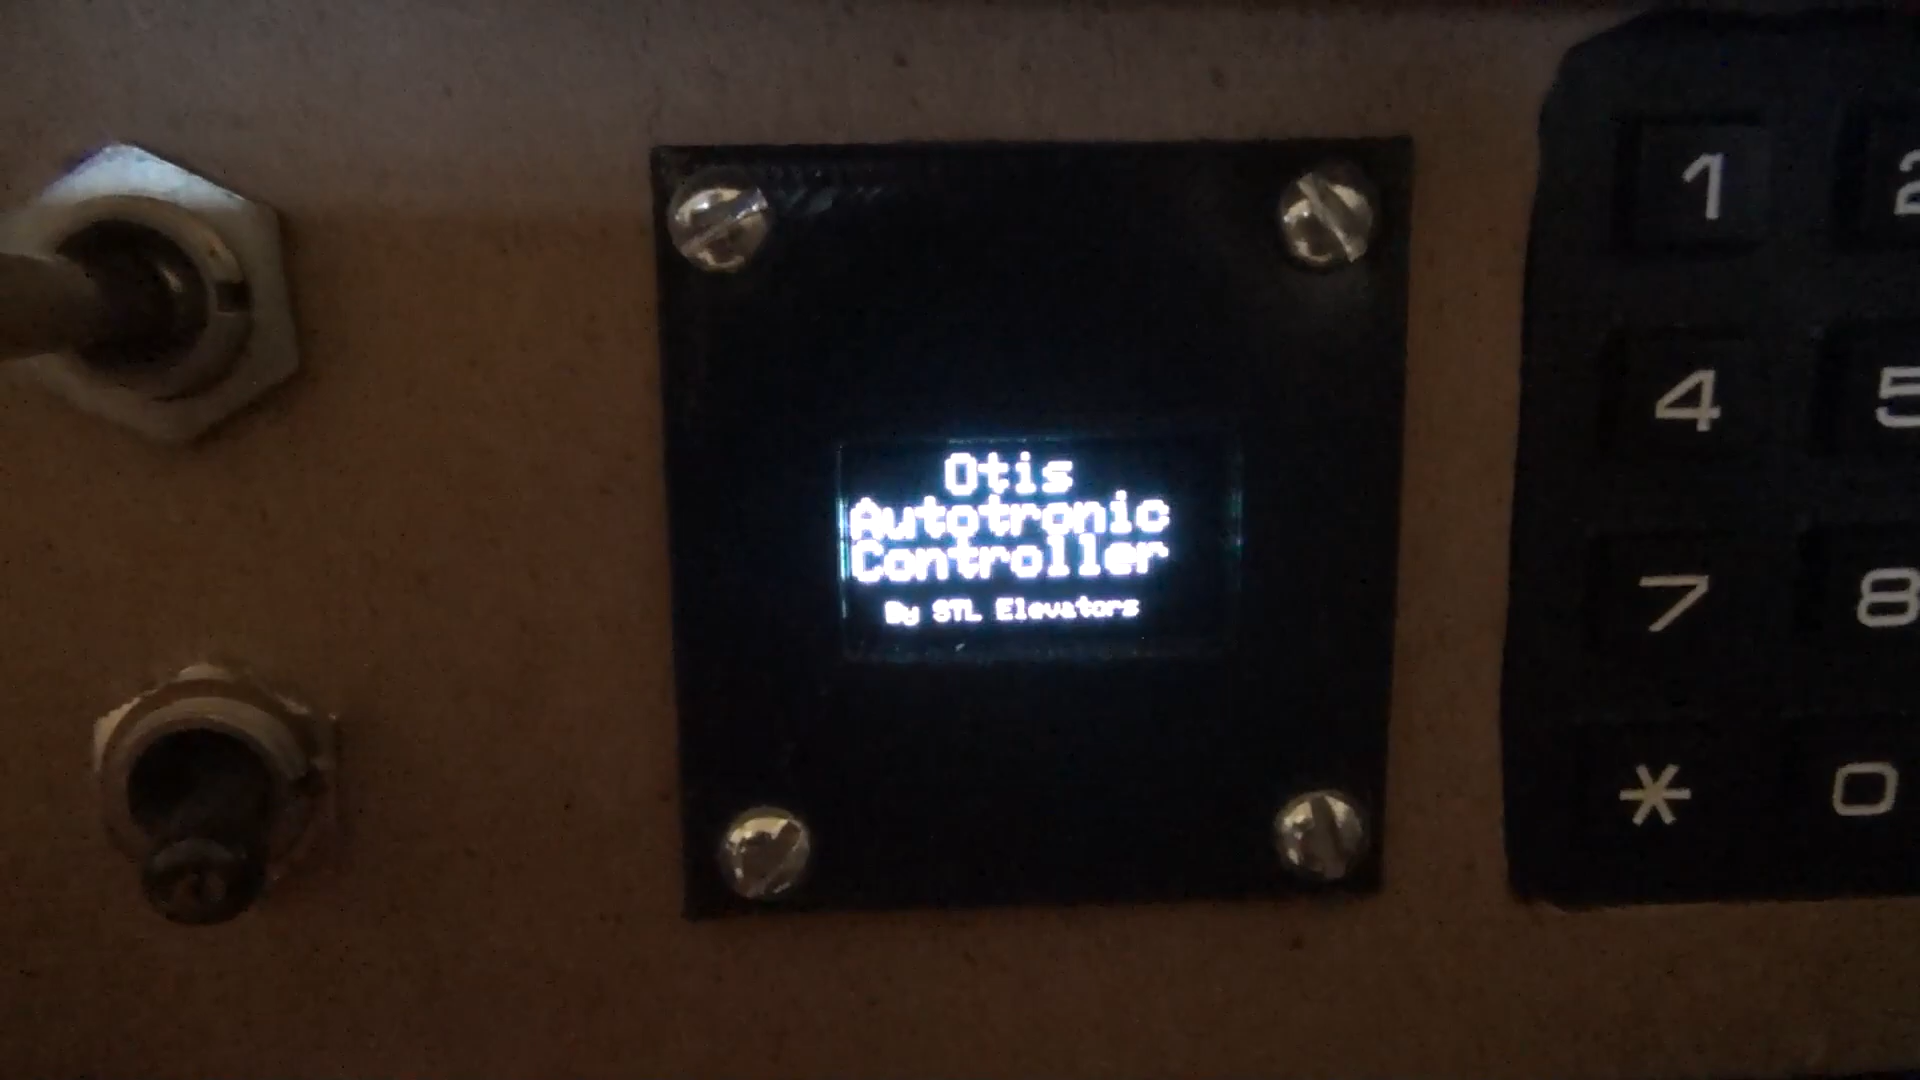 Otis
Autotronic
Controller
By STL Elevators
1 2
4 5
7 8
* 0